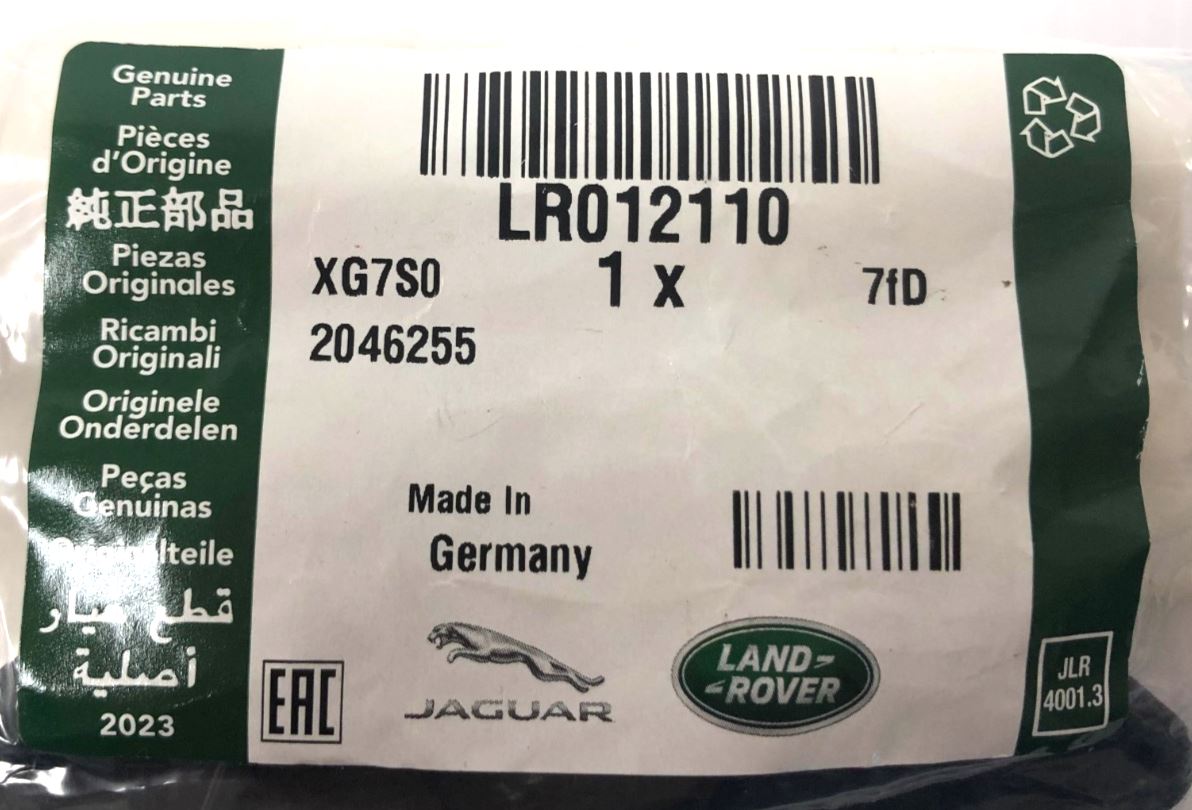 Genuine
Parts
Pièces
d'Origine
純正部品
Piezas
Originales
Ricambi
Originali
Originele
Onderdelen
Peças
Genuinas
قطع غيار
أصلية
2023
LR012110
XG7S0
1 x
7fD
2046255
Made In
Germany
EAC
JAGUAR
LAND-
-ROVER
JLR
4001.3